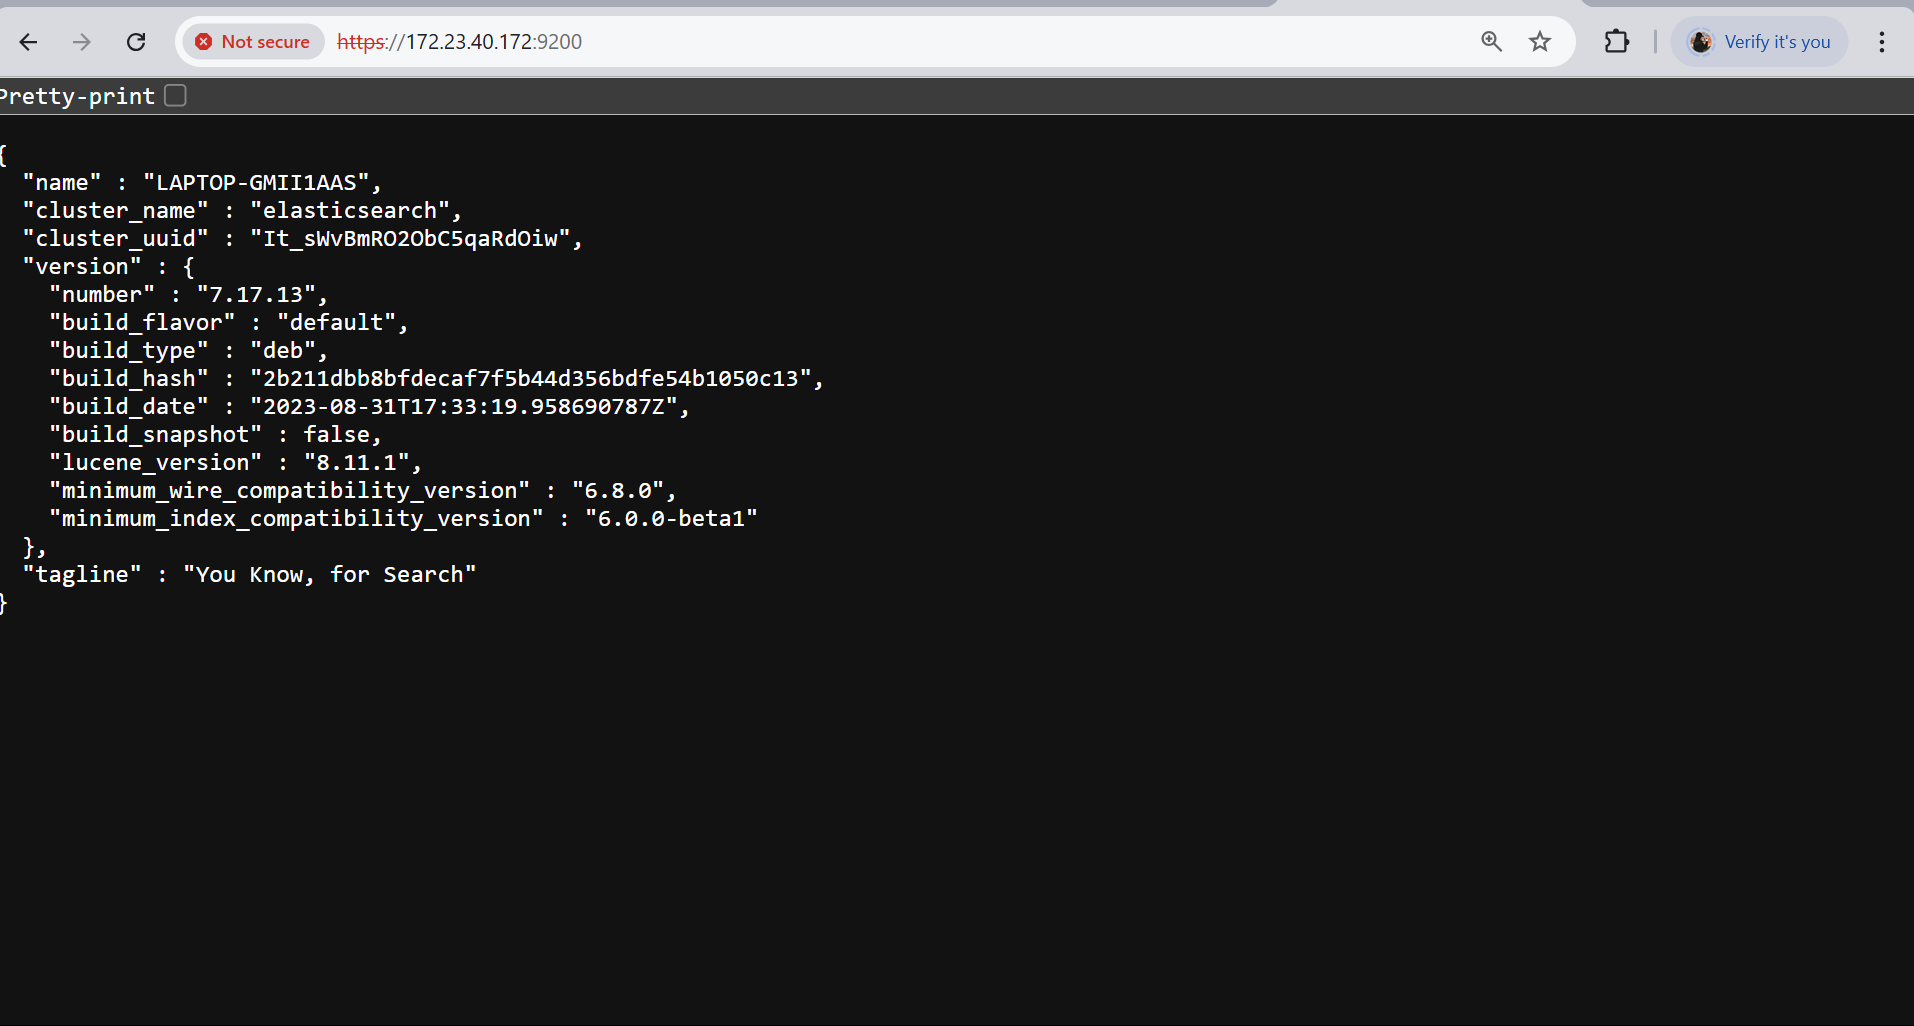 Not secure https://172.23.40.172:9200 Verify it's you
Pretty-print
{
"name" : "LAPTOP-GMII1AAS",
"cluster_name" : "elasticsearch",
"cluster_uuid" : "It_sWvBmRO2ObC5qaRdOiw",
"version" : {
"number" : "7.17.13",
"build_flavor" : "default",
"build_type" : "deb",
"build_hash" : "2b211dbb8bfdecaf7f5b44d356bdfe54b1050c13",
"build_date" : "2023-08-31T17:33:19.958690787Z",
"build_snapshot" : false,
"lucene_version" : "8.11.1",
"minimum_wire_compatibility_version" : "6.8.0",
"minimum_index_compatibility_version" : "6.0.0-beta1"
},
"tagline" : "You Know, for Search"
}